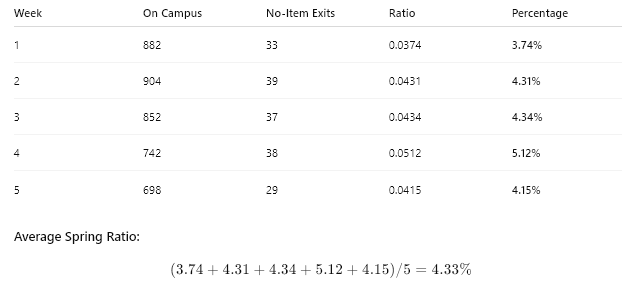 Week On Campus No-Item Exits Ratio Percentage
1 882 33 0.0374 3.74%
2 904 39 0.0431 4.31%
3 852 37 0.0434 4.34%
4 742 38 0.0512 5.12%
5 698 29 0.0415 4.15%
Average Spring Ratio:
(3.74 + 4.31 + 4.34 + 5.12 + 4.15)/5 = 4.33%